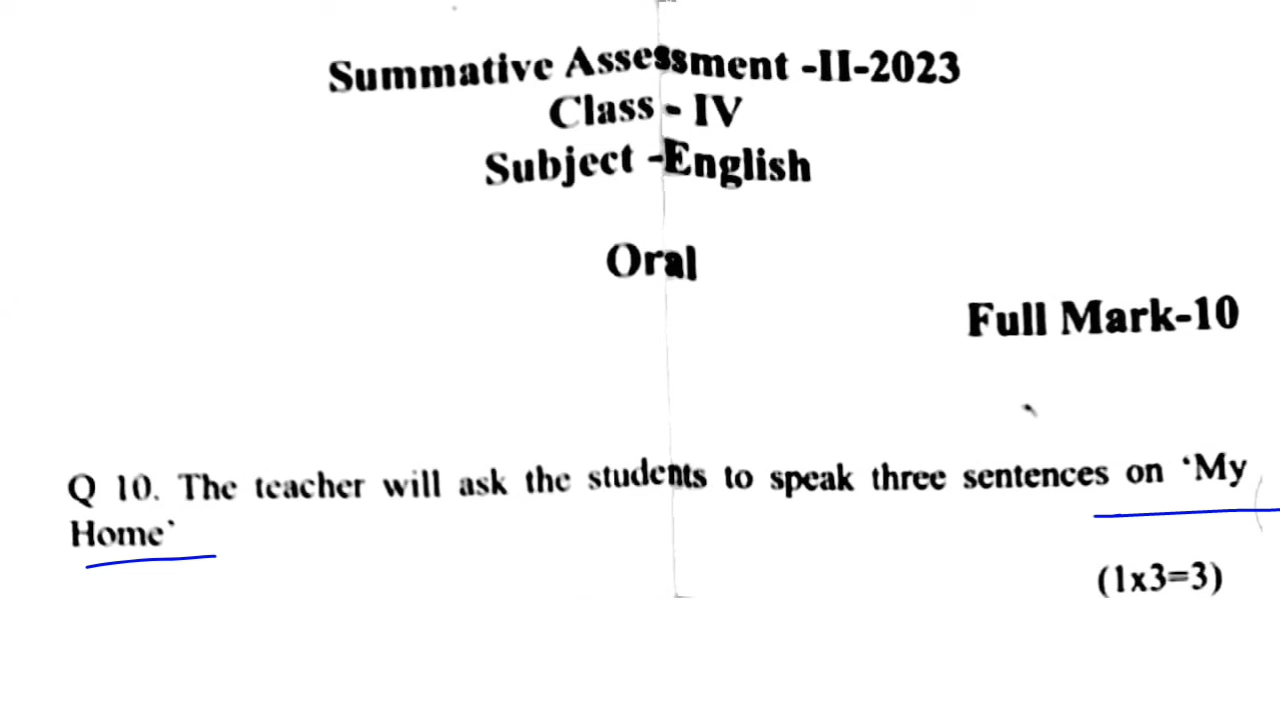 Summative Assessment -II-2023
Class - IV
Subject -English
Oral
Full Mark-10
Q 10. The teacher will ask the students to speak three sentences on ‘My
Home’
(1x3=3)